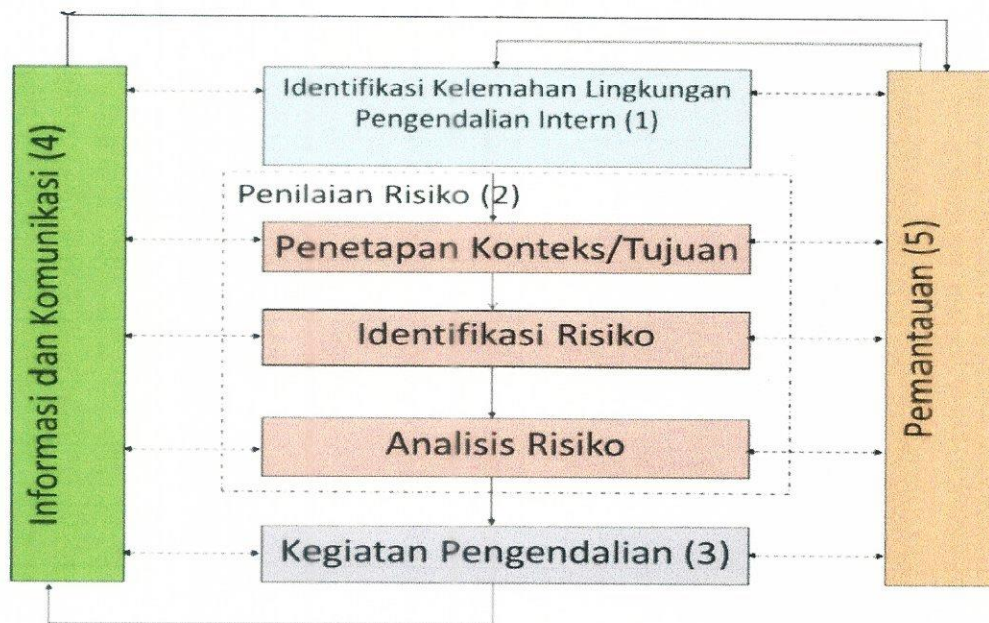 Informasi dan Komunikasi (4)
Identifikasi Kelemahan Lingkungan
Pengendalian Intern (1)
Penilaian Risiko (2)
Penetapan Konteks/Tujuan
Identifikasi Risiko
Analisis Risiko
Kegiatan Pengendalian (3)
Pemantauan (5)